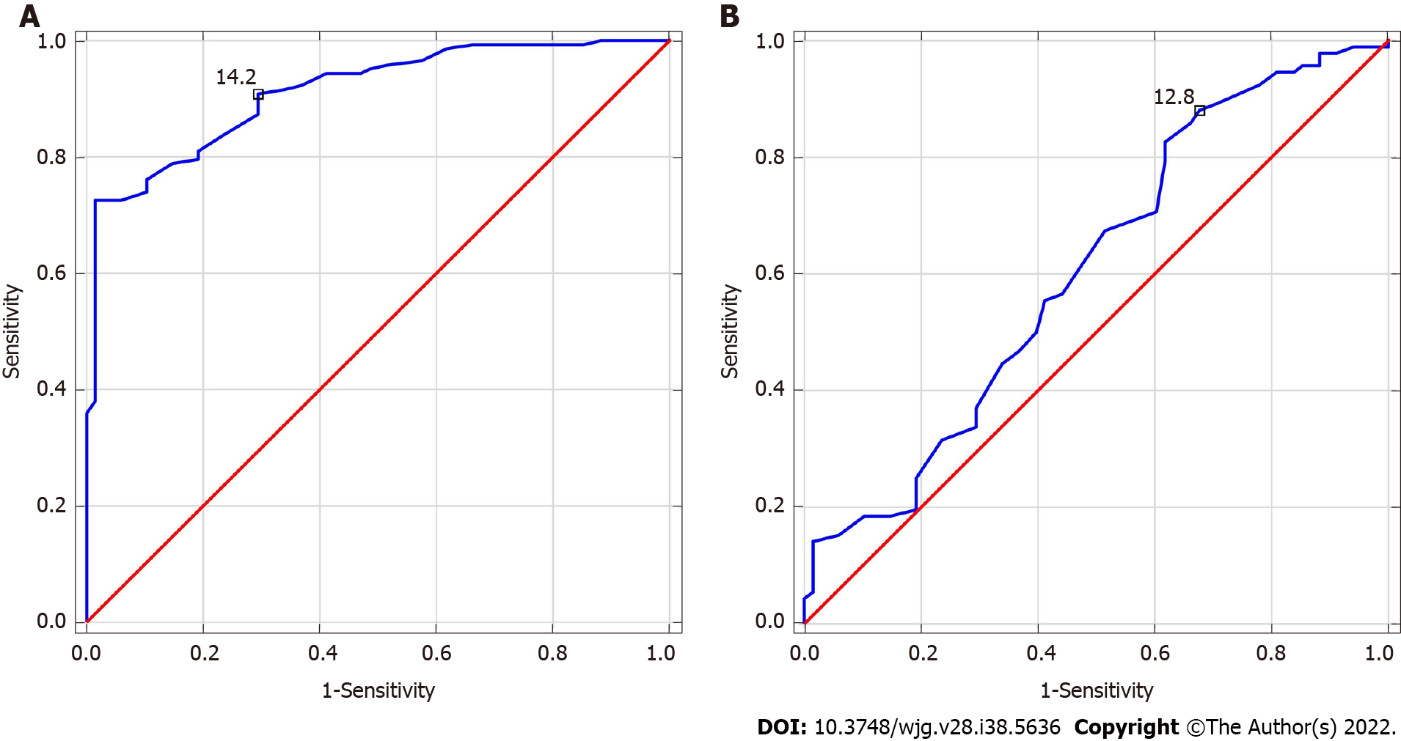 A
B
1.0
0.8
0.6
0.4
0.2
0.0
Sensitivity
14.2
0.0 0.2 0.4 0.6 0.8 1.0
1-Sensitivity
1.0
0.8
0.6
0.4
0.2
0.0
Sensitivity
12.8
0.0 0.2 0.4 0.6 0.8 1.0
1-Sensitivity
DOI: 10.3748/wjg.v28.i38.5636 Copyright ©The Author(s) 2022.